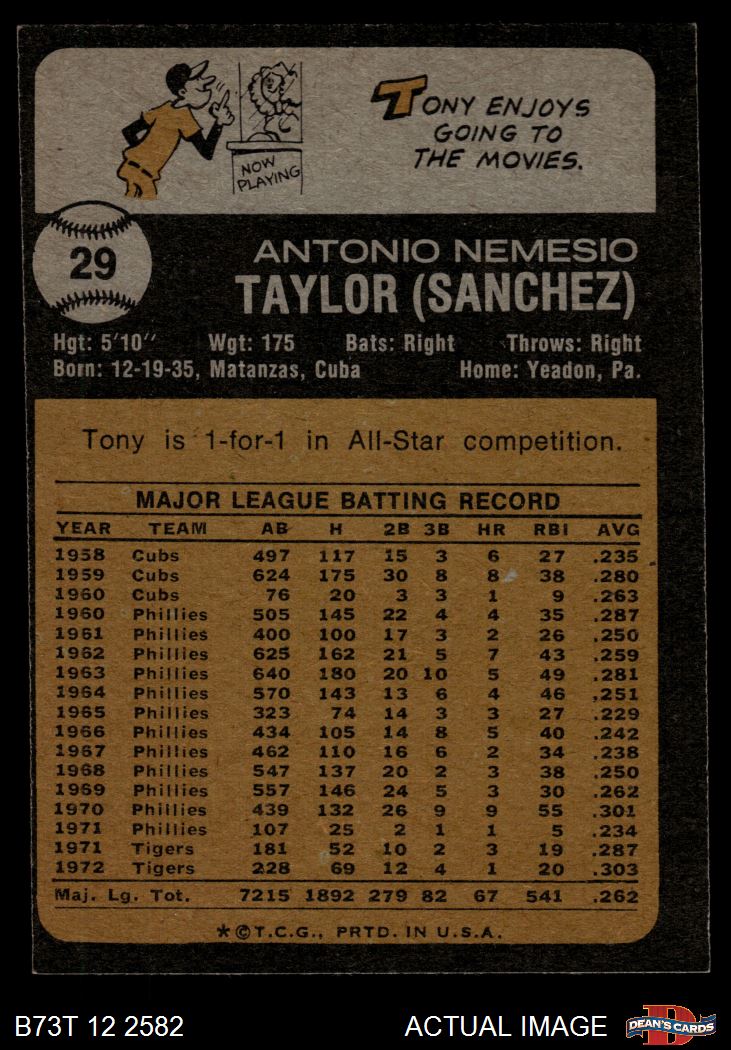 TONY ENJOYS
GOING TO
THE MOVIES.
NOW
PLAYING
29
ANTONIO NEMESIO
TAYLOR (SANCHEZ)
Hgt: 5'10'' Wgt: 175 Bats: Right Throws: Right
Born: 12-19-35, Matanzas, Cuba Home: Yeadon, Pa.
Tony is 1-for-1 in All-Star competition.
MAJOR LEAGUE BATTING RECORD
YEAR TEAM AB H 2B 3B HR RBI AVG
1958 Cubs 497 117 15 3 6 27 .235
1959 Cubs 624 175 30 8 8 38 .280
1960 Cubs 76 20 3 3 1 9 .263
1960 Phillies 505 145 22 4 4 35 .287
1961 Phillies 400 100 17 3 2 26 .250
1962 Phillies 625 162 21 5 7 43 .259
1963 Phillies 640 180 20 10 5 49 .281
1964 Phillies 570 143 13 6 4 46 .251
1965 Phillies 323 74 14 3 3 27 .229
1966 Phillies 434 105 14 8 5 40 .242
1967 Phillies 462 110 16 6 2 34 .238
1968 Phillies 547 137 20 2 3 38 .250
1969 Phillies 557 146 24 5 3 30 .262
1970 Phillies 439 132 26 9 9 55 .301
1971 Phillies 107 25 2 1 1 5 .234
1971 Tigers 181 52 10 2 3 19 .287
1972 Tigers 228 69 12 4 1 20 .303
Maj. Lg. Tot. 7215 1892 279 82 67 541 .262
*©T.C.G., PRTD. IN U.S.A.
B73T 12 2582 ACTUAL IMAGE DEAN'S CARDS